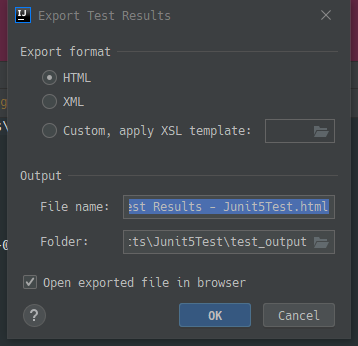 IJ Export Test Results
Export format
HTML
XML
Custom, apply XSL template:
Output
File name: est Results - Junit5Test.html
Folder: :ts\Junit5Test\test_output
Open exported file in browser
? OK Cancel